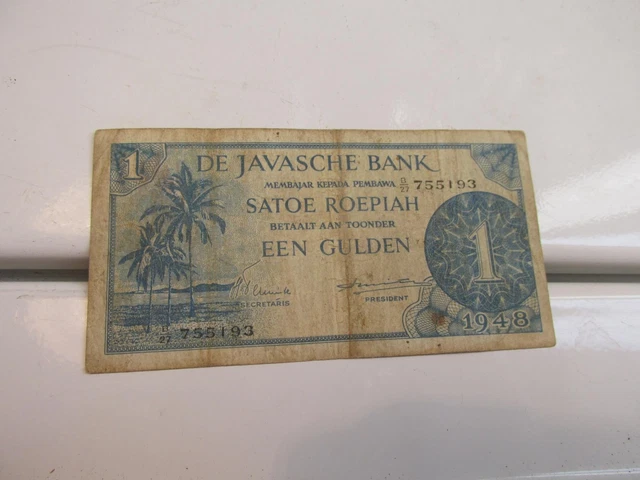 1
DE JAVASCHE BANK
MEMBAJAR KEPADA PEMBAWA
755193
SATOE ROEPIAH
BETAALT AAN TOONDER
EEN GULDEN
1
SECRETARIS
PRESIDENT
27 755193
1948